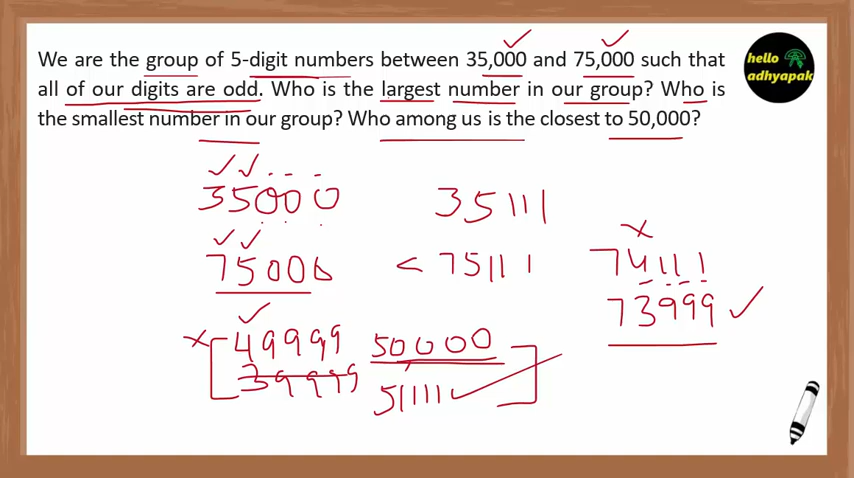 We are the group of 5-digit numbers between 35,000 and 75,000 such that
all of our digits are odd. Who is the largest number in our group? Who is
the smallest number in our group? Who among us is the closest to 50,000?
hello
adhyapak
35000 35111
75000 < 75111 74111
73999
49999 50,000
39999 51111